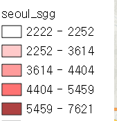 seoul_sgg
2222 - 2252
2252 - 3614
3614 - 4404
4404 - 5459
5459 - 7621